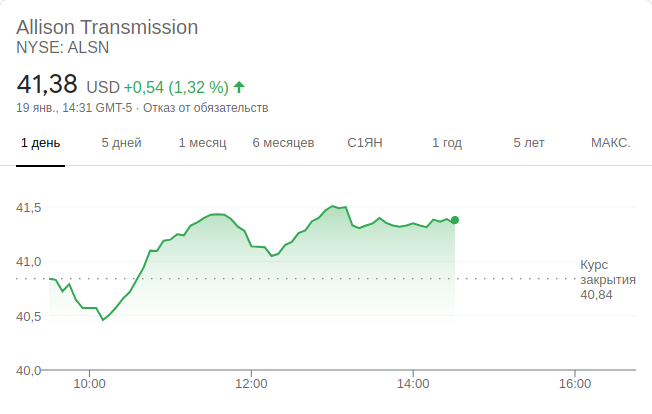 Allison Transmission
NYSE: ALSN
41,38 USD +0,54 (1,32 %)
19 янв., 14:31 GMT-5 · Отказ от обязательств
1 день 5 дней 1 месяц 6 месяцев С1ЯН 1 год 5 лет МАКС.
41,5
41,0
Курс
закрытия
40,84
40,5
40,0
10:00 12:00 14:00 16:00